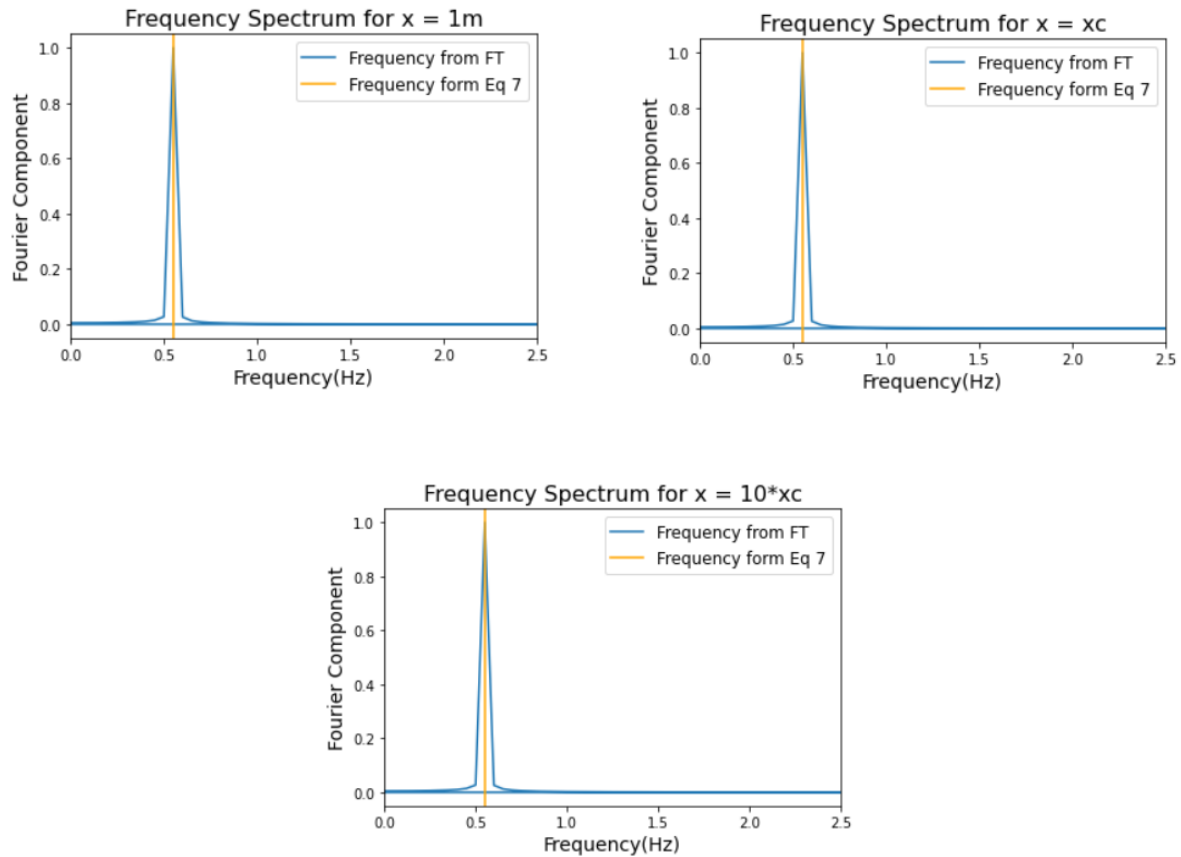 Frequency Spectrum for x = 1m
1.0
0.8
0.6
0.4
0.2
0.0
Fourier Component
Frequency from FT
Frequency form Eq 7
0.0 0.5 1.0 1.5 2.0 2.5
Frequency(Hz)
Frequency Spectrum for x = xc
1.0
0.8
0.6
0.4
0.2
0.0
Fourier Component
Frequency from FT
Frequency form Eq 7
0.0 0.5 1.0 1.5 2.0 2.5
Frequency(Hz)
Frequency Spectrum for x = 10*xc
1.0
0.8
0.6
0.4
0.2
0.0
Fourier Component
Frequency from FT
Frequency form Eq 7
0.0 0.5 1.0 1.5 2.0 2.5
Frequency(Hz)